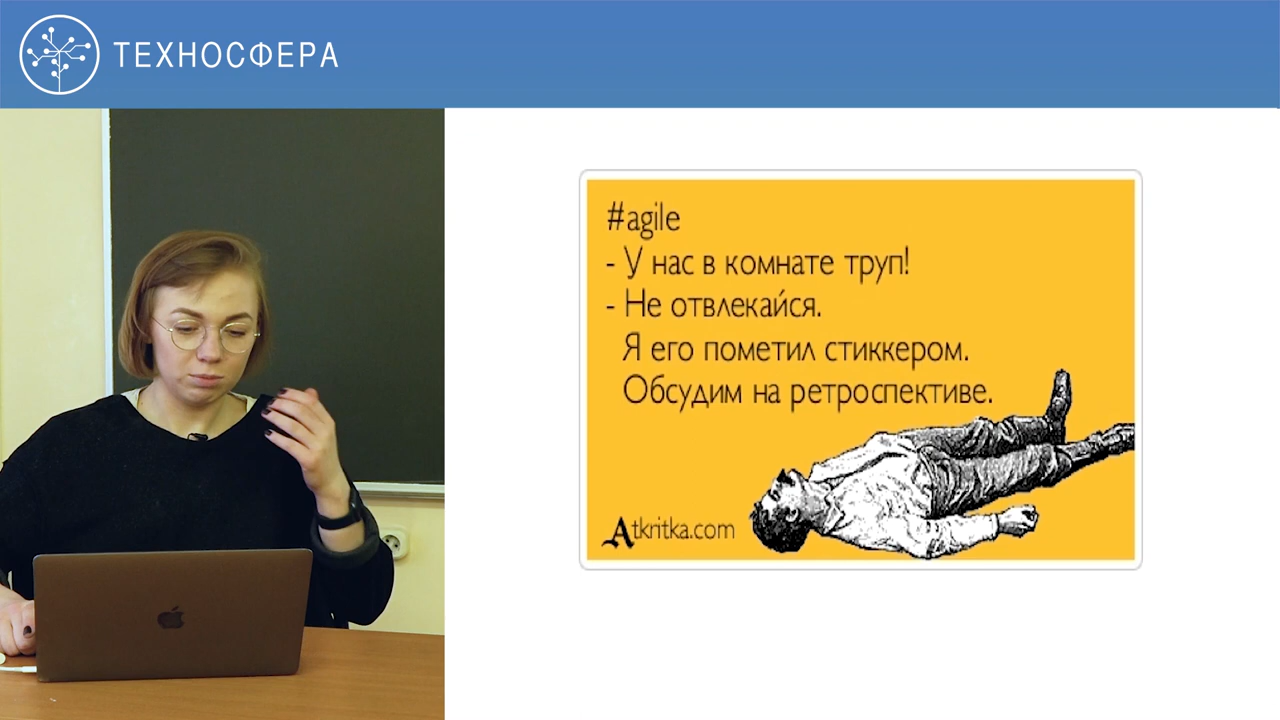 ТЕХНОСФЕРА
#agile
- У нас в комнате труп!
- Не отвлекайся.
Я его пометил стиккером.
Обсудим на ретроспективе.
Atkritka.com